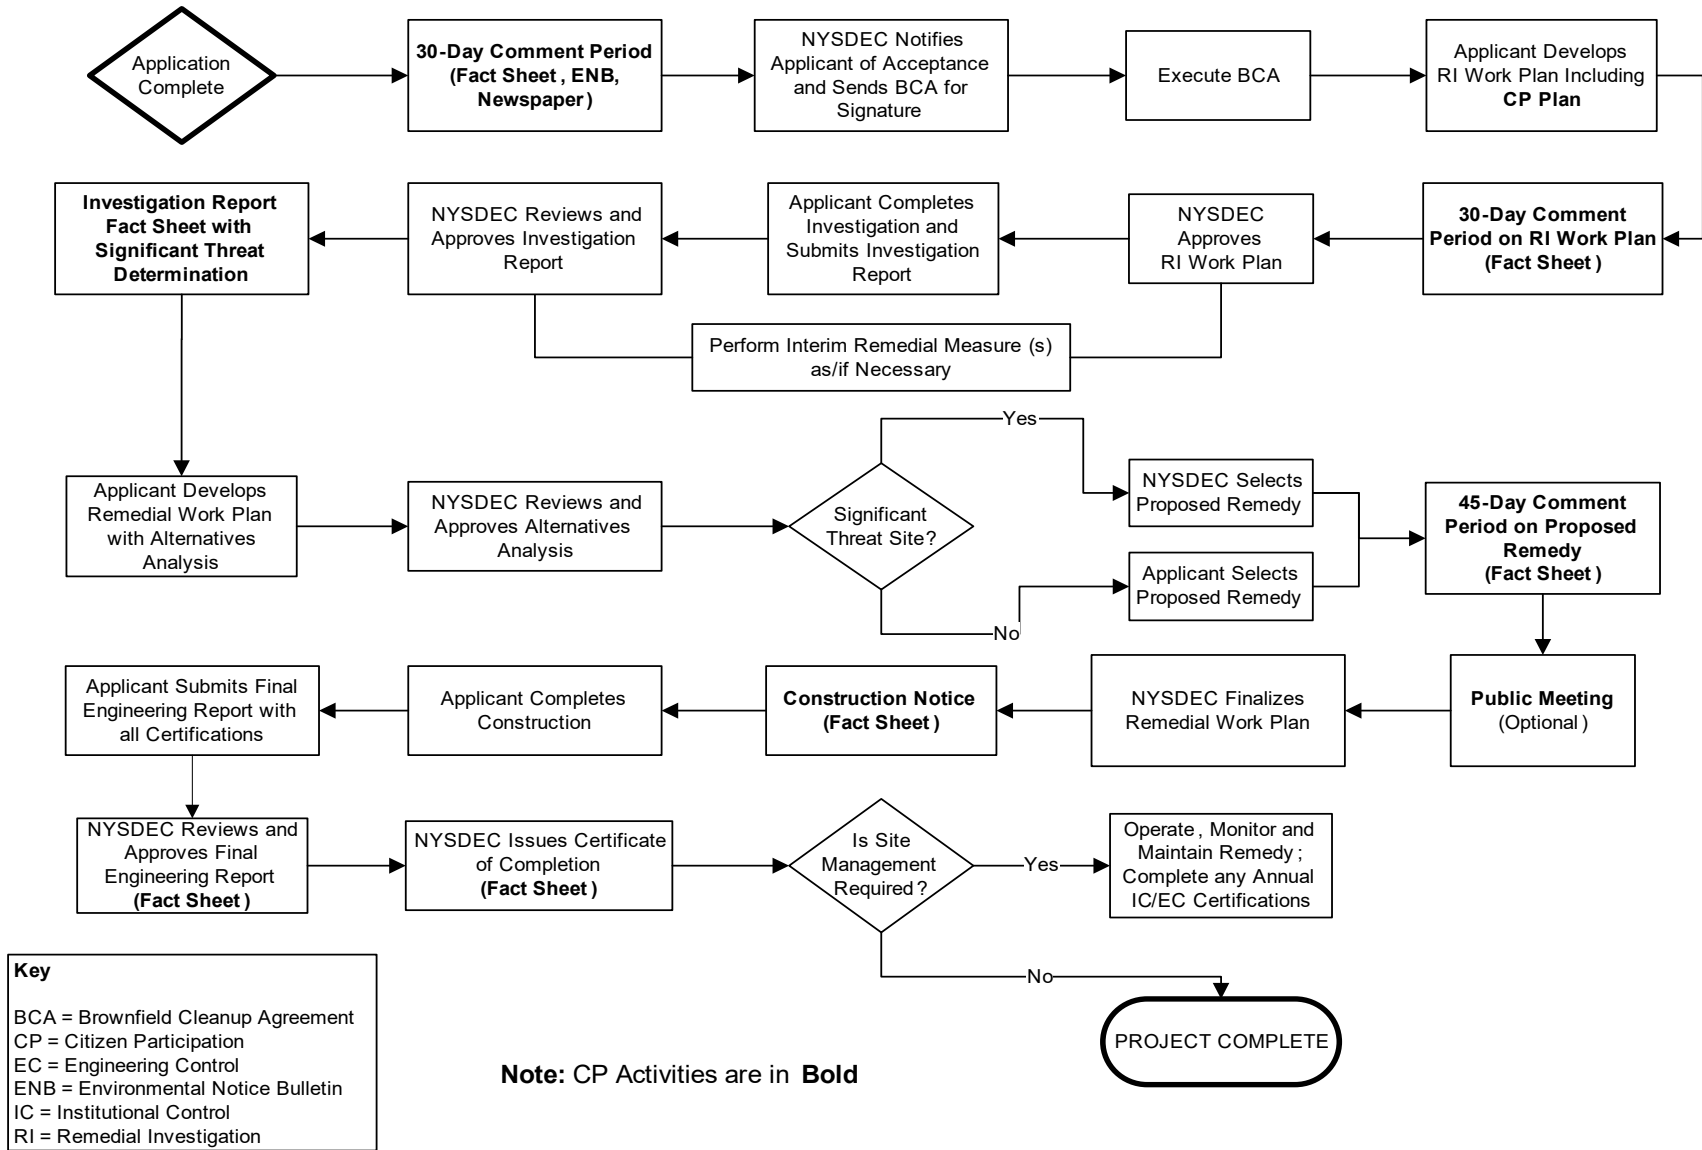 Application
Complete
30-Day Comment Period
(Fact Sheet , ENB,
Newspaper )
NYSDEC Notifies
Applicant of Acceptance
and Sends BCA for
Signature
Execute BCA
Applicant Develops
RI Work Plan Including
CP Plan
Investigation Report
Fact Sheet with
Significant Threat
Determination
NYSDEC Reviews and
Approves Investigation
Report
Applicant Completes
Investigation and
Submits Investigation
Report
NYSDEC
Approves
RI Work Plan
30-Day Comment
Period on RI Work Plan
(Fact Sheet )
Perform Interim Remedial Measure (s)
as/if Necessary
Applicant Develops
Remedial Work Plan
with Alternatives
Analysis
NYSDEC Reviews and
Approves Alternatives
Analysis
Significant
Threat Site?
Yes
No
NYSDEC Selects
Proposed Remedy
Applicant Selects
Proposed Remedy
45-Day Comment
Period on Proposed
Remedy
(Fact Sheet )
Applicant Submits Final
Engineering Report with
all Certifications
Applicant Completes
Construction
Construction Notice
(Fact Sheet )
NYSDEC Finalizes
Remedial Work Plan
Public Meeting
(Optional )
NYSDEC Reviews and
Approves Final
Engineering Report
(Fact Sheet )
NYSDEC Issues Certificate
of Completion
(Fact Sheet )
Is Site
Management
Required?
Yes
Operate , Monitor and
Maintain Remedy ;
Complete any Annual
IC/EC Certifications
No
PROJECT COMPLETE
Key
BCA = Brownfield Cleanup Agreement
CP = Citizen Participation
EC = Engineering Control
ENB = Environmental Notice Bulletin
IC = Institutional Control
RI = Remedial Investigation
Note: CP Activities are in Bold